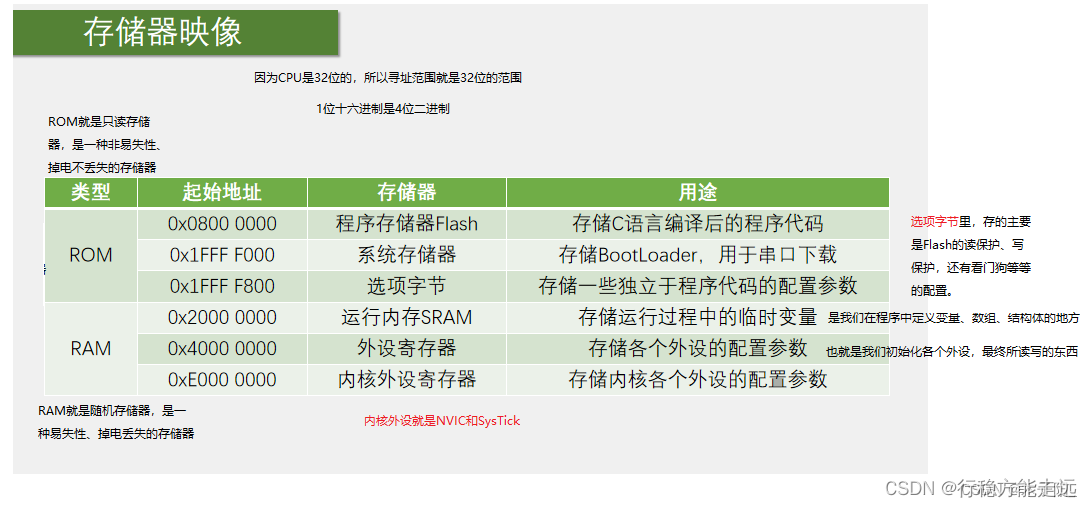 存储器映像
因为CPU是32位的，所以寻址范围就是32位的范围
1位十六进制是4位二进制
ROM就是只读存储
器，是一种非易失性、
掉电不丢失的存储器
类型 起始地址 存储器 用途
ROM
0x0800 0000 程序存储器Flash 存储C语言编译后的程序代码
0x1FFF F000 系统存储器 存储BootLoader，用于串口下载
0x1FFF F800 选项字节 存储一些独立于程序代码的配置参数
选项字节里，存的主要
是Flash的读保护、写
保护，还有看门狗等等
的配置。
RAM
0x2000 0000 运行内存SRAM 存储运行过程中的临时变量 是我们在程序中定义变量、数组、结构体的地方
0x4000 0000 外设寄存器 存储各个外设的配置参数 也就是我们初始化各个外设，最终所读写的东西
0xE000 0000 内核外设寄存器 存储内核各个外设的配置参数
RAM就是随机存储器，是一
种易失性、掉电丢失的存储器
内核外设就是NVIC和SysTick
CSDN @行稳方能走远